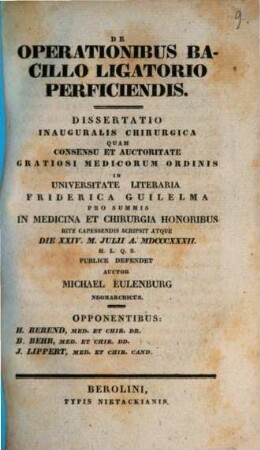 9.
DE
OPERATIONIBUS BA-
CILLO LIGATORIO
PERFICIENDIS.
DISSERTATIO
INAUGURALIS CHIRURGICA
QUAM
CONSENSU ET AUCTORITATE
GRATIOSI MEDICORUM ORDINIS
IN
UNIVERSITATE LITERARIA
FRIDERICA GUILELMA
PRO SUMMIS
IN MEDICINA ET CHIRURGIA HONORIBUS
RITE CAPESSENDIS SCRIPSIT ATQUE
DIE XXIV. M. JULII A. MDCCCXXXII.
H. L. Q. S.
PUBLICE DEFENDET
AUCTOR
MICHAEL EULENBURG
NEOMARCHICUS.
OPPONENTIBUS:
H. BEREND, MED. ET CHIR. DR.
B. BEHR, MED. ET CHIR. DD.
J. LIPPERT, MED. ET CHIR. CAND.
BEROLINI,
TYPIS NIETACKIANIS.